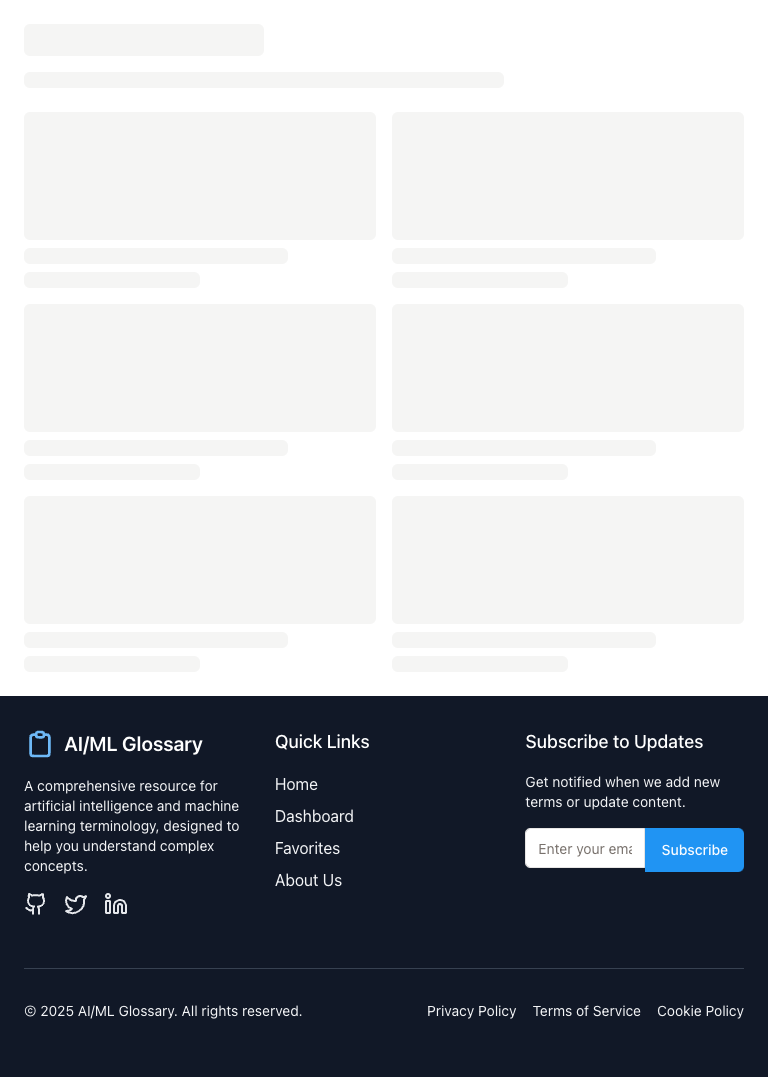 AI/ML Glossary
A comprehensive resource for
artificial intelligence and machine
learning terminology, designed to
help you understand complex
concepts.
Quick Links
Home
Dashboard
Favorites
About Us
Subscribe to Updates
Get notified when we add new
terms or update content.
Enter your ema
Subscribe
© 2025 AI/ML Glossary. All rights reserved.
Privacy Policy
Terms of Service
Cookie Policy